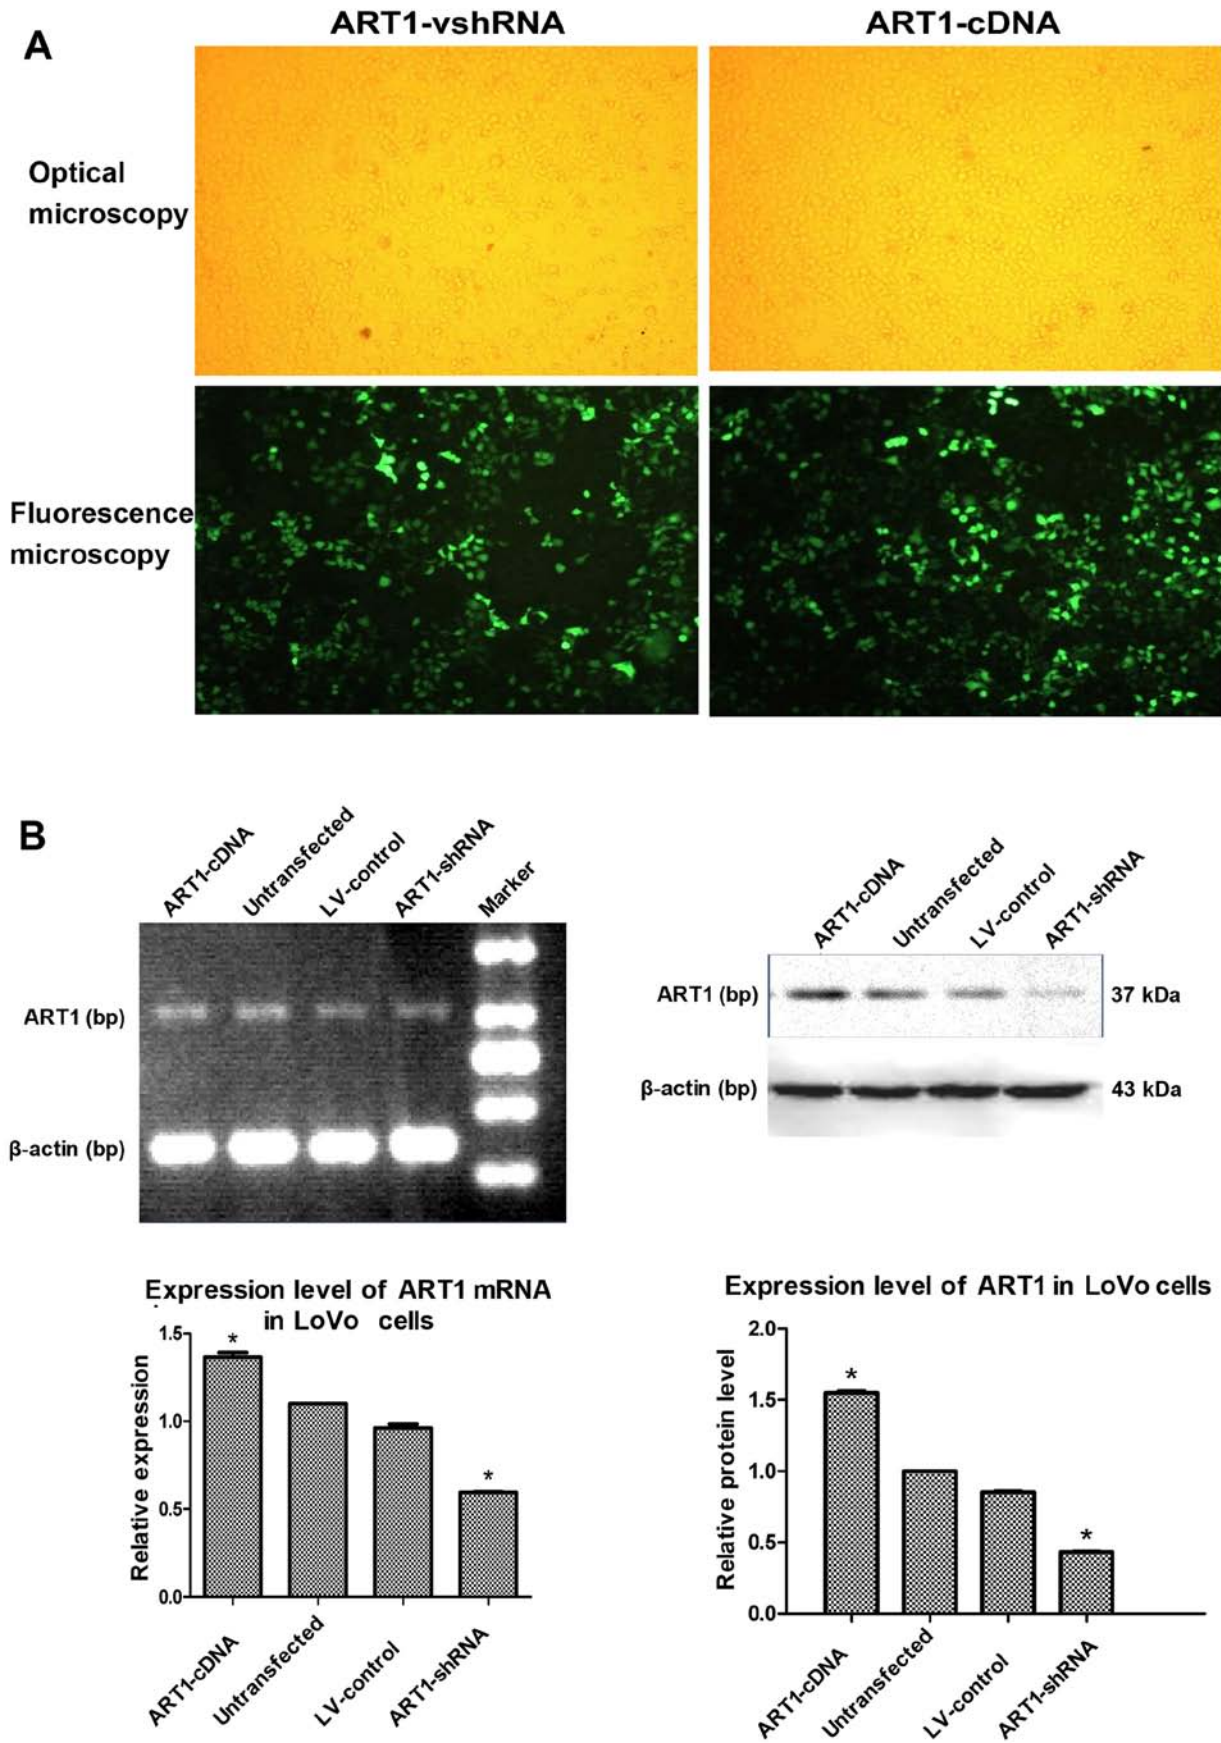 A
ART1-vshRNA
ART1-cDNA
Optical
microscopy
Fluorescence
microscopy
B
ART1-cDNA
Untransfected
LV-control
ART1-shRNA
Marker
ART1 (bp)
β-actin (bp)
ART1-cDNA
Untransfected
LV-control
ART1-shRNA
ART1 (bp)
37 kDa
β-actin (bp)
43 kDa
Expression level of ART1 mRNA
in LoVo cells
Relative expression
1.5
1.0
0.5
0.0
*
*
ART1-cDNA
Untransfected
LV-control
ART1-shRNA
Expression level of ART1 in LoVo cells
Relative protein level
2.0
1.5
1.0
0.5
0.0
*
*
ART1-cDNA
Untransfected
LV-control
ART1-shRNA